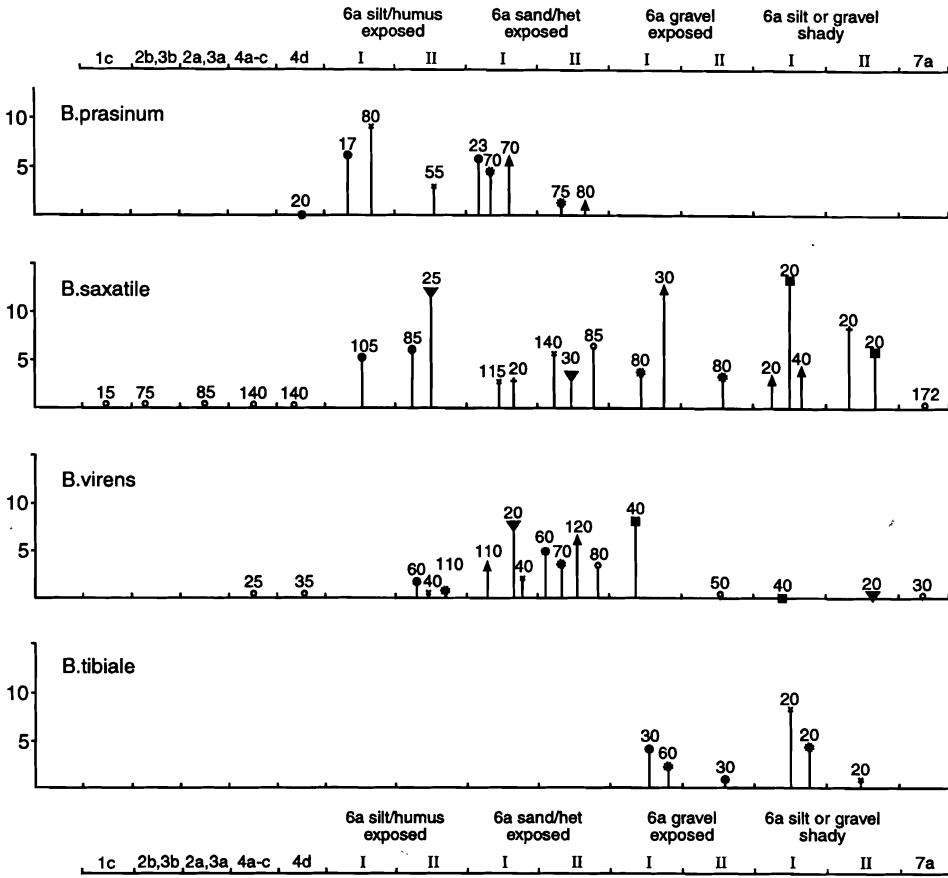 6a silt/humus 6a sand/het 6a gravel 6a silt or gravel
exposed exposed exposed shady
1c 2b,3b 2a,3a 4a-c 4d I II I II I II I II 7a
B.prasinum
10
5
20 17 80 55 23 70 70 75 80
B.saxatile
10
5
15 75 85 140 140 105 85 25 115 20 140 30 85 80 30 80 20 20 40 20 20 172
B.virens
10
5
25 35 60 40 110 110 20 40 60 70 120 80 40 50 40 20 30
B.tibiale
10
5
30 60 30 20 20 20
6a silt/humus 6a sand/het 6a gravel 6a silt or gravel
exposed exposed exposed shady
1c 2b,3b 2a,3a 4a-c 4d I II I II I II I II 7a